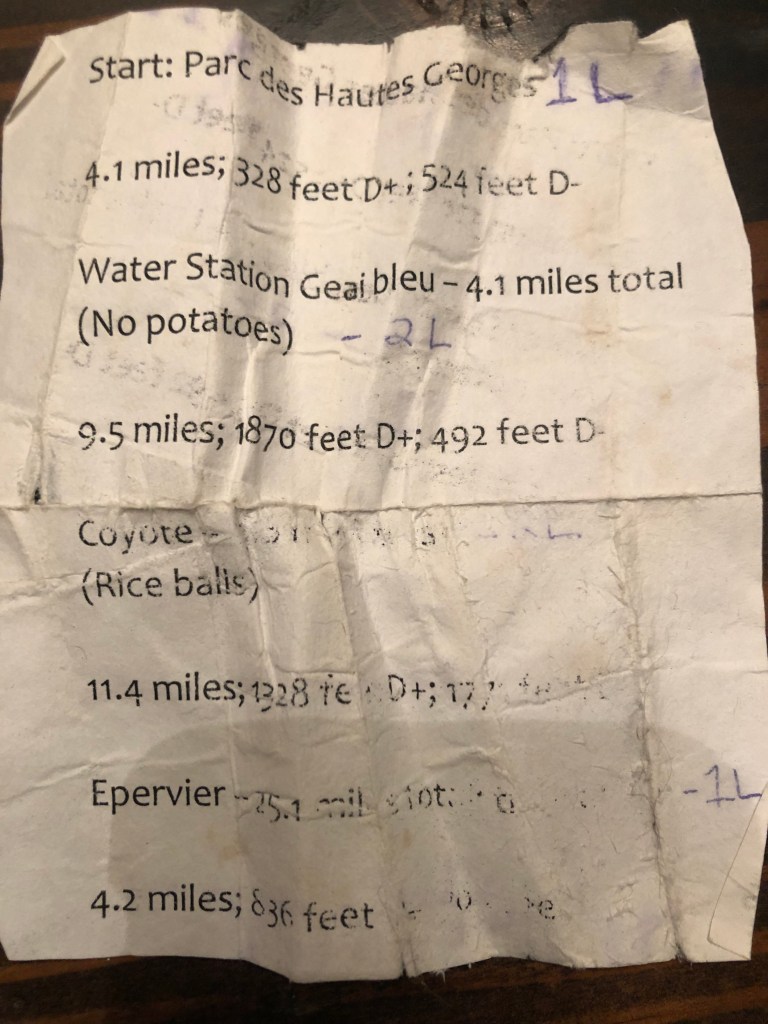 Start: Parc des Hautes Georges 1L
4.1 miles; 328 feet D+; 524 feet D-
Water Station Geai bleu – 4.1 miles total
(No potatoes) - 2L
9.5 miles; 1870 feet D+; 492 feet D-
Coyote –
(Rice balls)
11.4 miles; 1328 D+;
Epervier – 25.1 -1L
4.2 miles; 836 feet